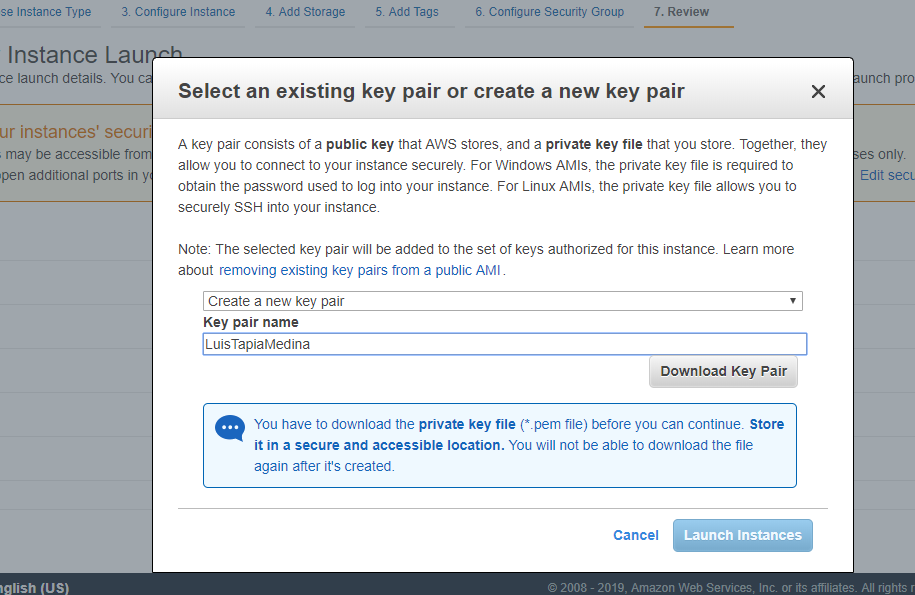 se Instance Type 3. Configure Instance 4. Add Storage 5. Add Tags 6. Configure Security Group 7. Review
Instance Launch
ce launch details. You ca
aunch pro
ur instances' securi
s may be accessible from
ses only.
open additional ports in yo
Edit secu
Select an existing key pair or create a new key pair
A key pair consists of a public key that AWS stores, and a private key file that you store. Together, they
allow you to connect to your instance securely. For Windows AMIs, the private key file is required to
obtain the password used to log into your instance. For Linux AMIs, the private key file allows you to
securely SSH into your instance.
Note: The selected key pair will be added to the set of keys authorized for this instance. Learn more
about removing existing key pairs from a public AMI.
Create a new key pair
Key pair name
LuisTapiaMedina
Download Key Pair
You have to download the private key file (*.pem file) before you can continue. Store
it in a secure and accessible location. You will not be able to download the file
again after it's created.
Cancel Launch Instances
nglish (US)
© 2008 - 2019, Amazon Web Services, Inc. or its affiliates. All rights r